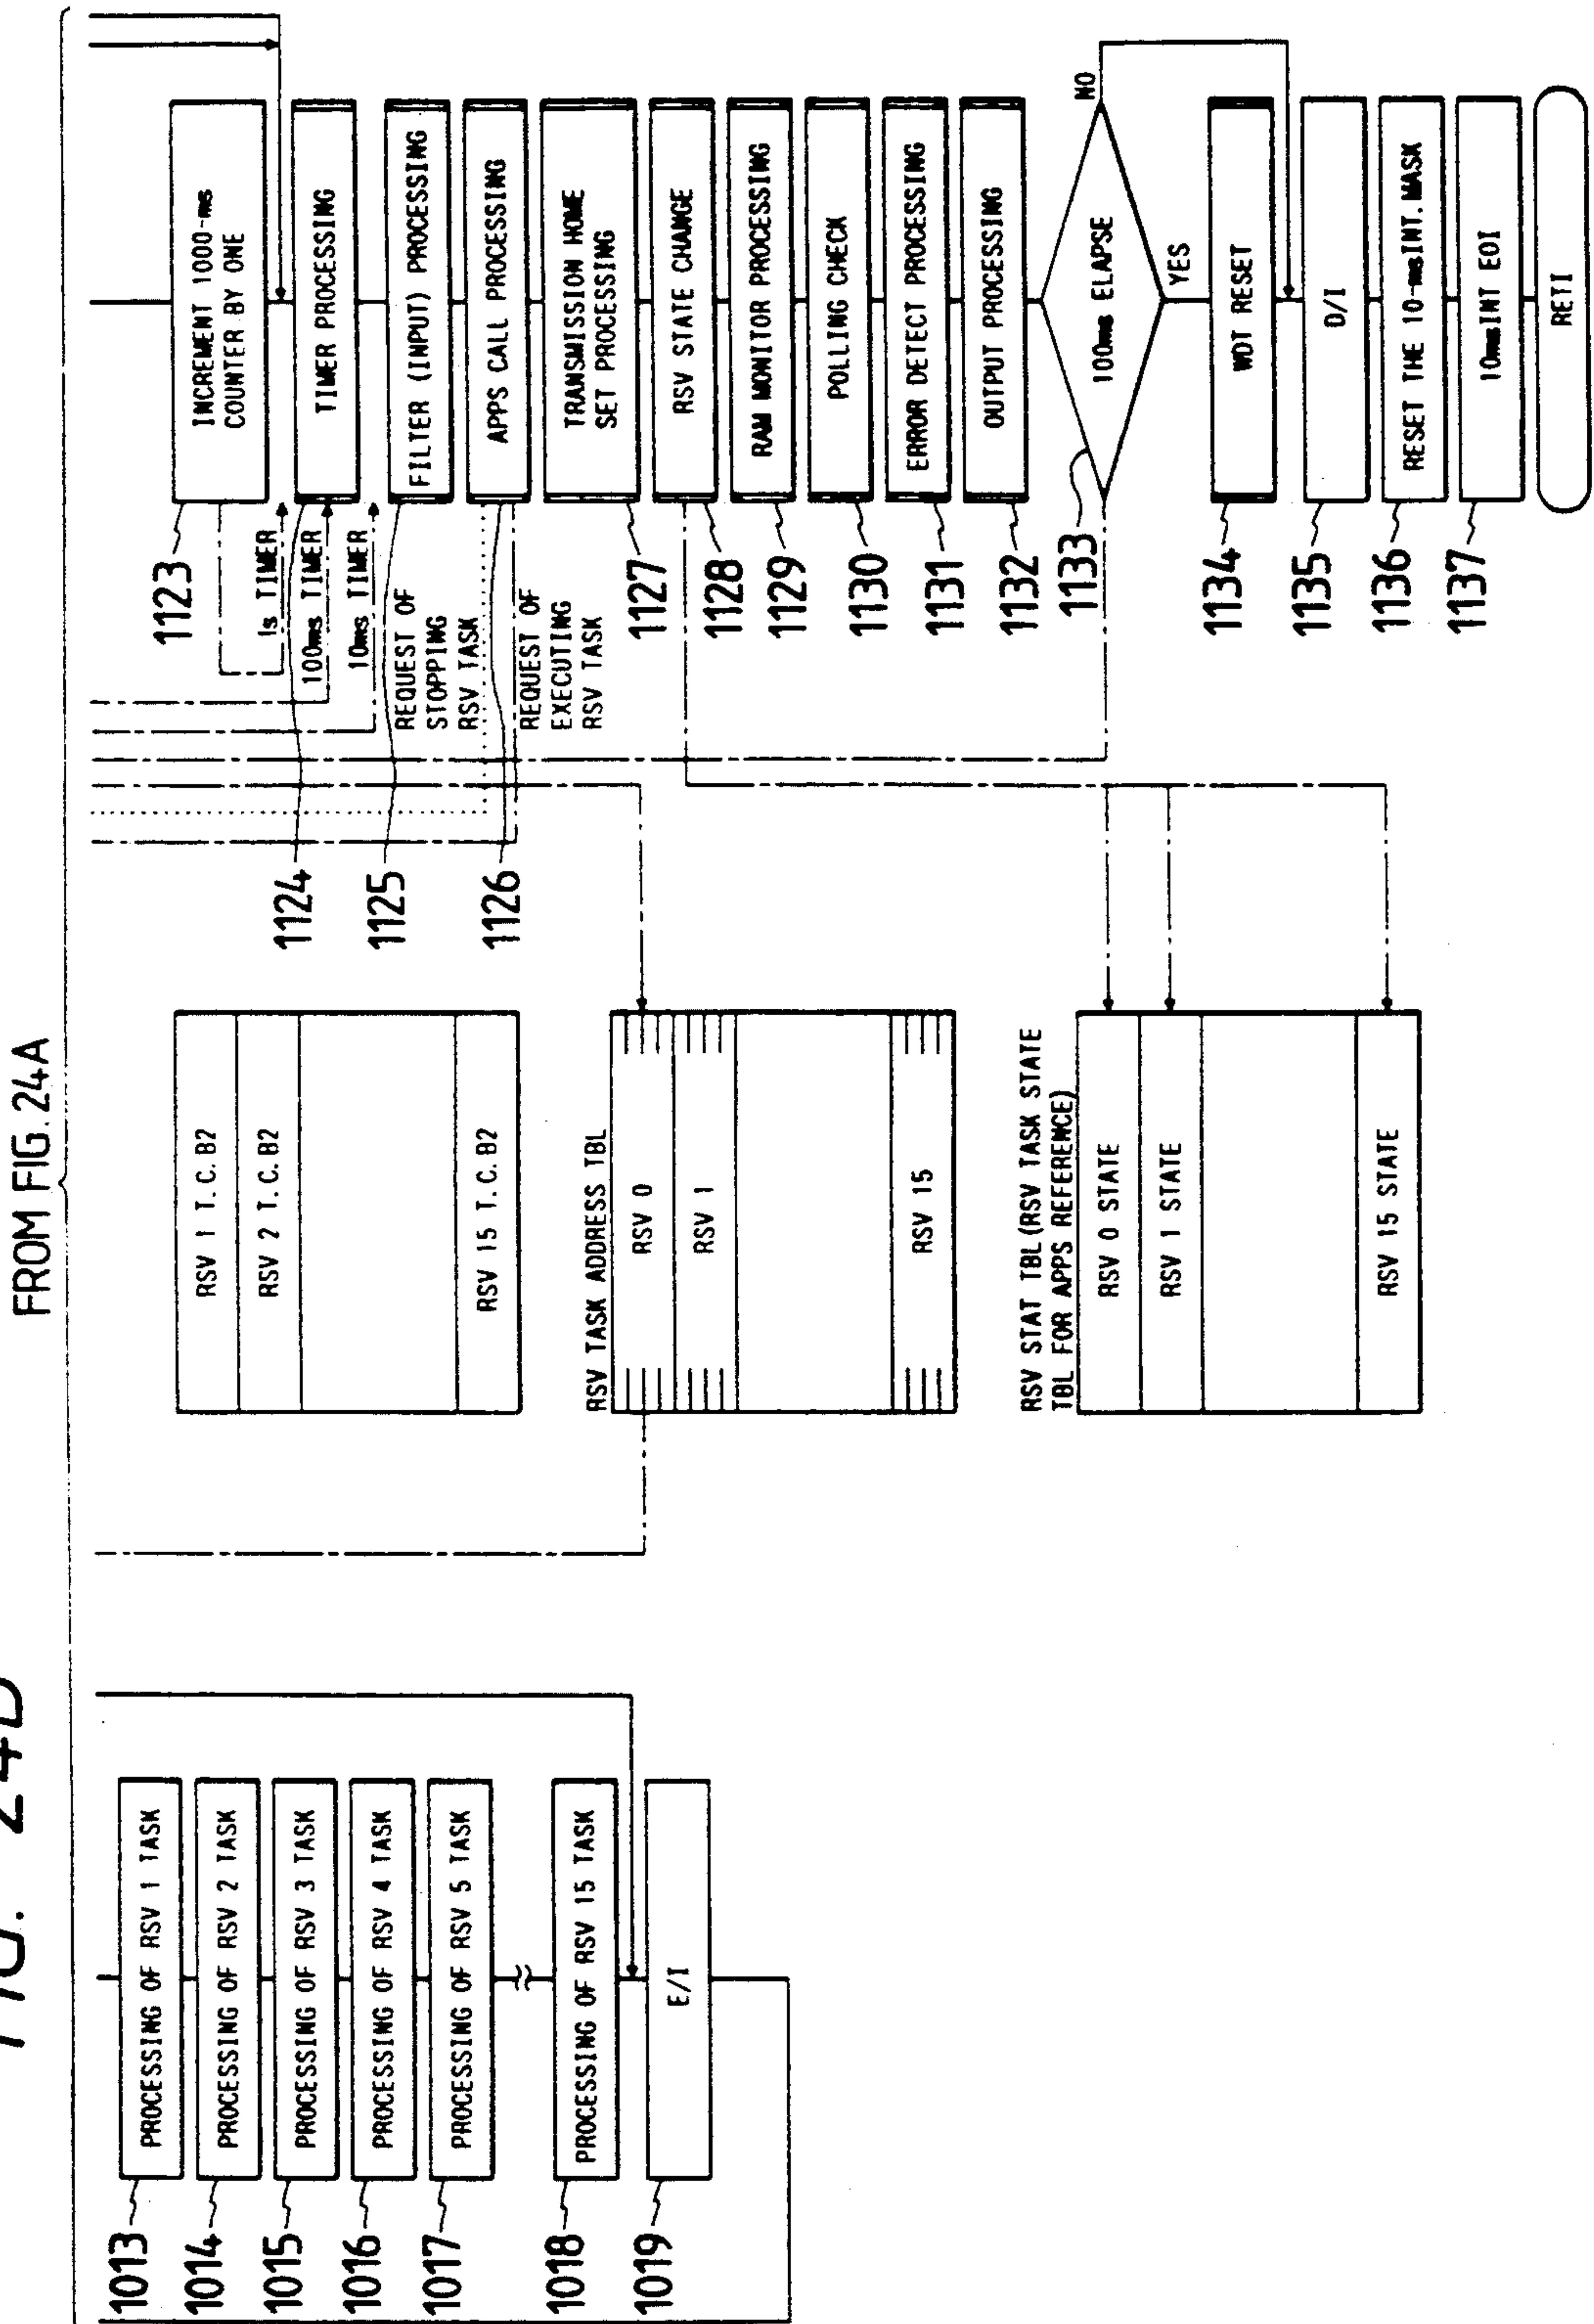 FIG. 24B
FROM FIG. 24A
1013
PROCESSING OF RSV 1 TASK
1014
PROCESSING OF RSV 2 TASK
1015
PROCESSING OF RSV 3 TASK
1016
PROCESSING OF RSV 4 TASK
1017
PROCESSING OF RSV 5 TASK
1018
PROCESSING OF RSV 15 TASK
1019
E/I
RSV 1 T.C.B2
RSV 2 T.C.B2
RSV 15 T.C.B2
RSV TASK ADDRESS TBL
RSV 0
RSV 1
RSV 15
RSV STAT TBL(RSV TASK STATE
TBL FOR APPS REFERENCE)
RSV 0 STATE
RSV 1 STATE
RSV 15 STATE
1123
INCREMENT 1000-ms
COUNTER BY ONE
1s TIMER
100ms TIMER
10ms TIMER
1124
TIMER PROCESSING
1125
FILTER (INPUT) PROCESSING
REQUEST OF
STOPPING
RSV TASK
1126
APPS CALL PROCESSING
REQUEST OF
EXECUTING
RSV TASK
1127
TRANSMISSION HOME
SET PROCESSING
1128
RSV STATE CHANGE
1129
RAM MONITOR PROCESSING
1130
POLLING CHECK
1131
ERROR DETECT PROCESSING
1132
OUTPUT PROCESSING
1133
100ms ELAPSE
NO
YES
1134
WDT RESET
1135
D/I
1136
RESET THE 10-msINT.MASK
1137
10msINT EOI
RETI